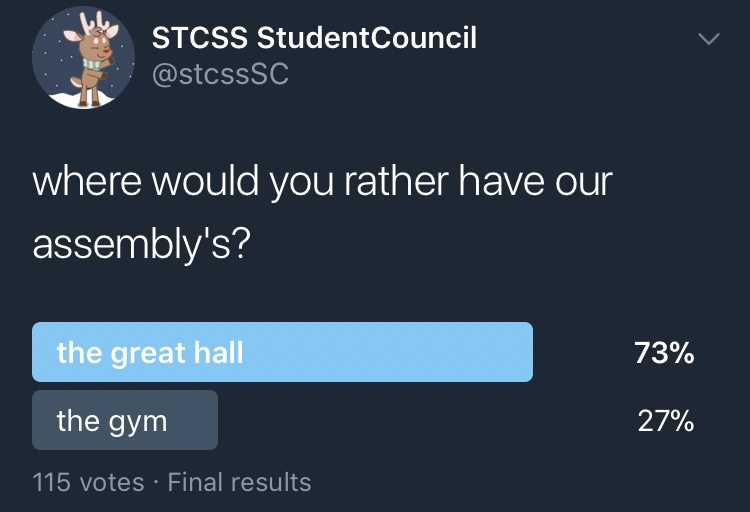 STCSS StudentCouncil
@stcssSC
where would you rather have our
assembly's?
the great hall 73%
the gym 27%
115 votes · Final results